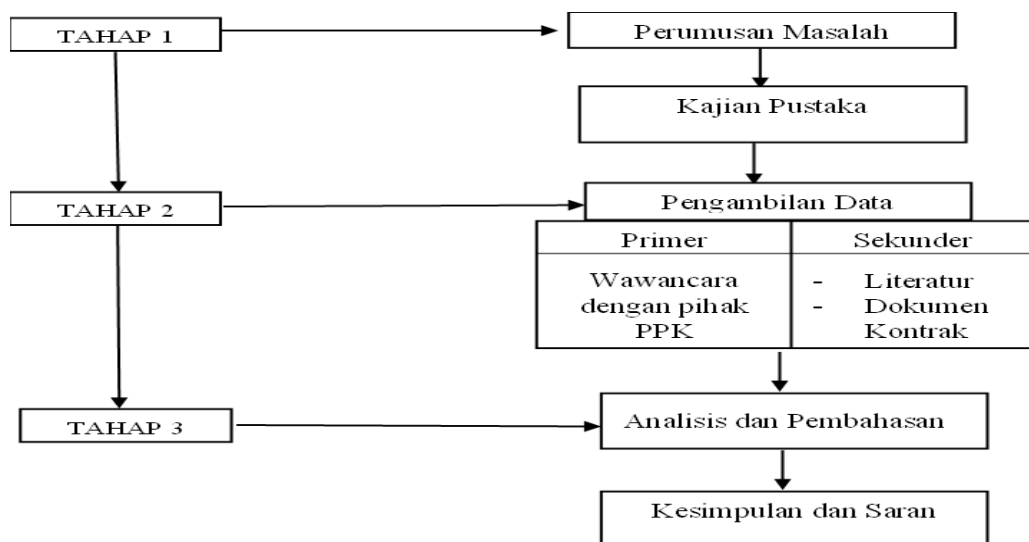 TAHAP 1
Perumusan Masalah
Kajian Pustaka
TAHAP 2
Pengambilan Data
Primer
Sekunder
Wawancara
dengan pihak
PPK
- Literatur
- Dokumen
Kontrak
TAHAP 3
Analisis dan Pembahasan
Kesimpulan dan Saran